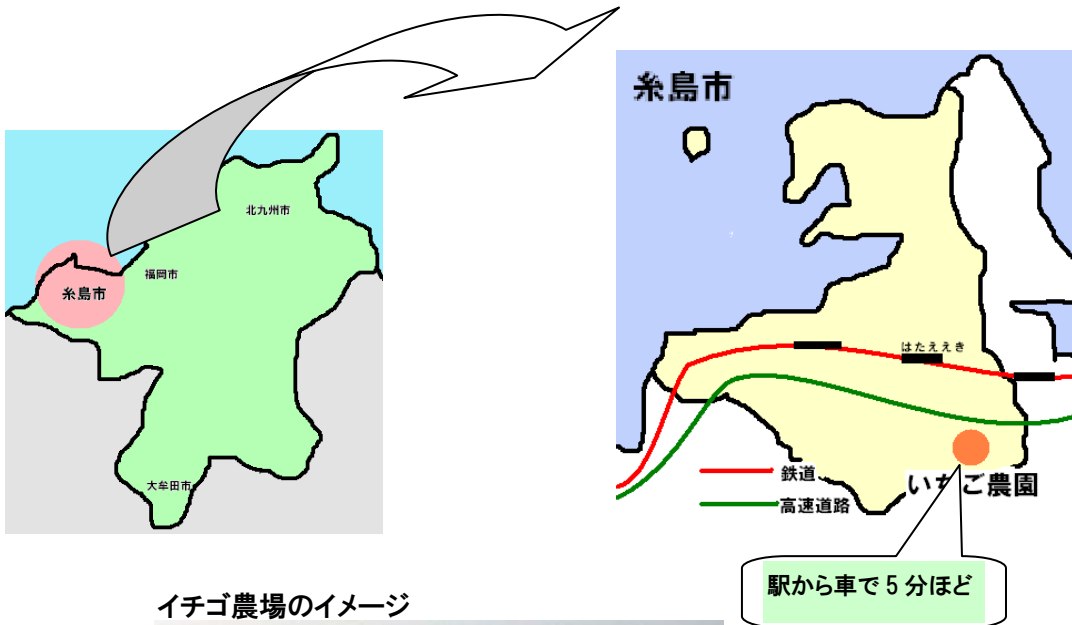 糸島市
北九州市
福岡市
糸島市
大牟田市
はたええき
いちご農園
鉄道
高速道路
駅から車で5分ほど
イチゴ農場のイメージ